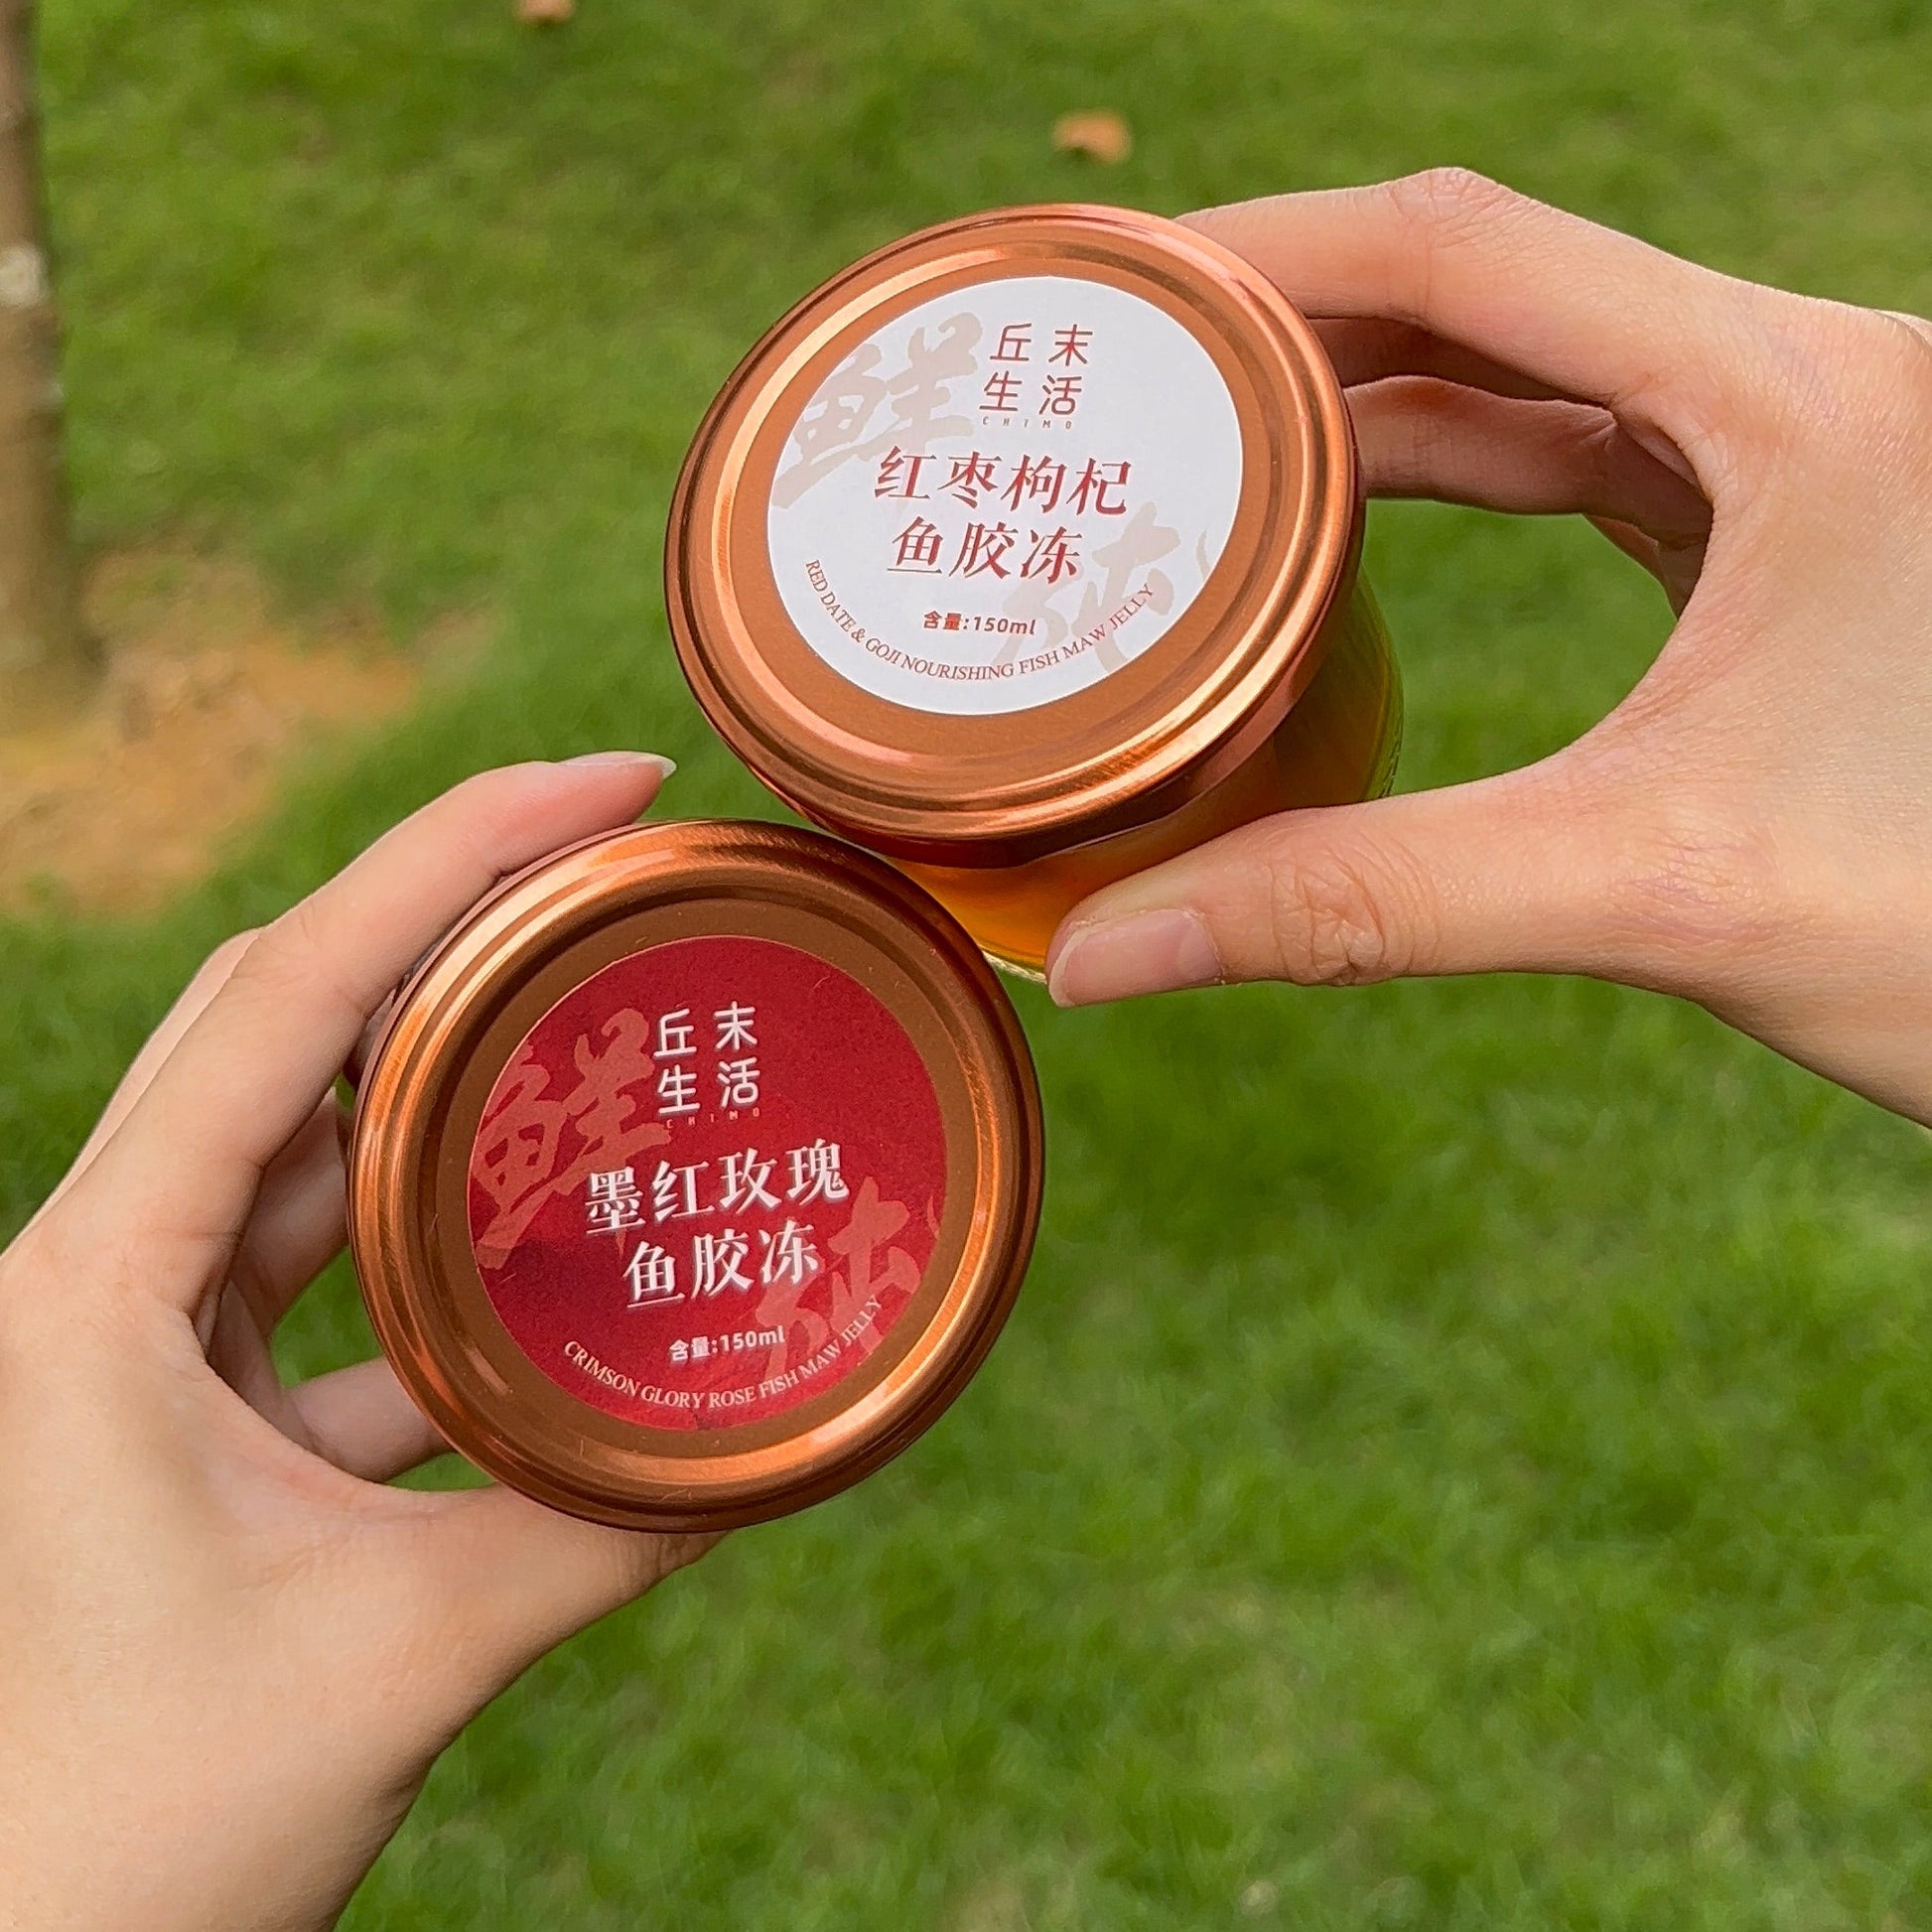 鲜
丘末
生活
CHIMO
红枣枸杞
鱼胶冻
含量:150ml
RED DATE & GOJI NOURISHING FISH MAW JELLY
鲜
丘末
生活
CHIMO
墨红玫瑰
鱼胶冻
含量:150ml
CRIMSON GLORY ROSE FISH MAW JELLY